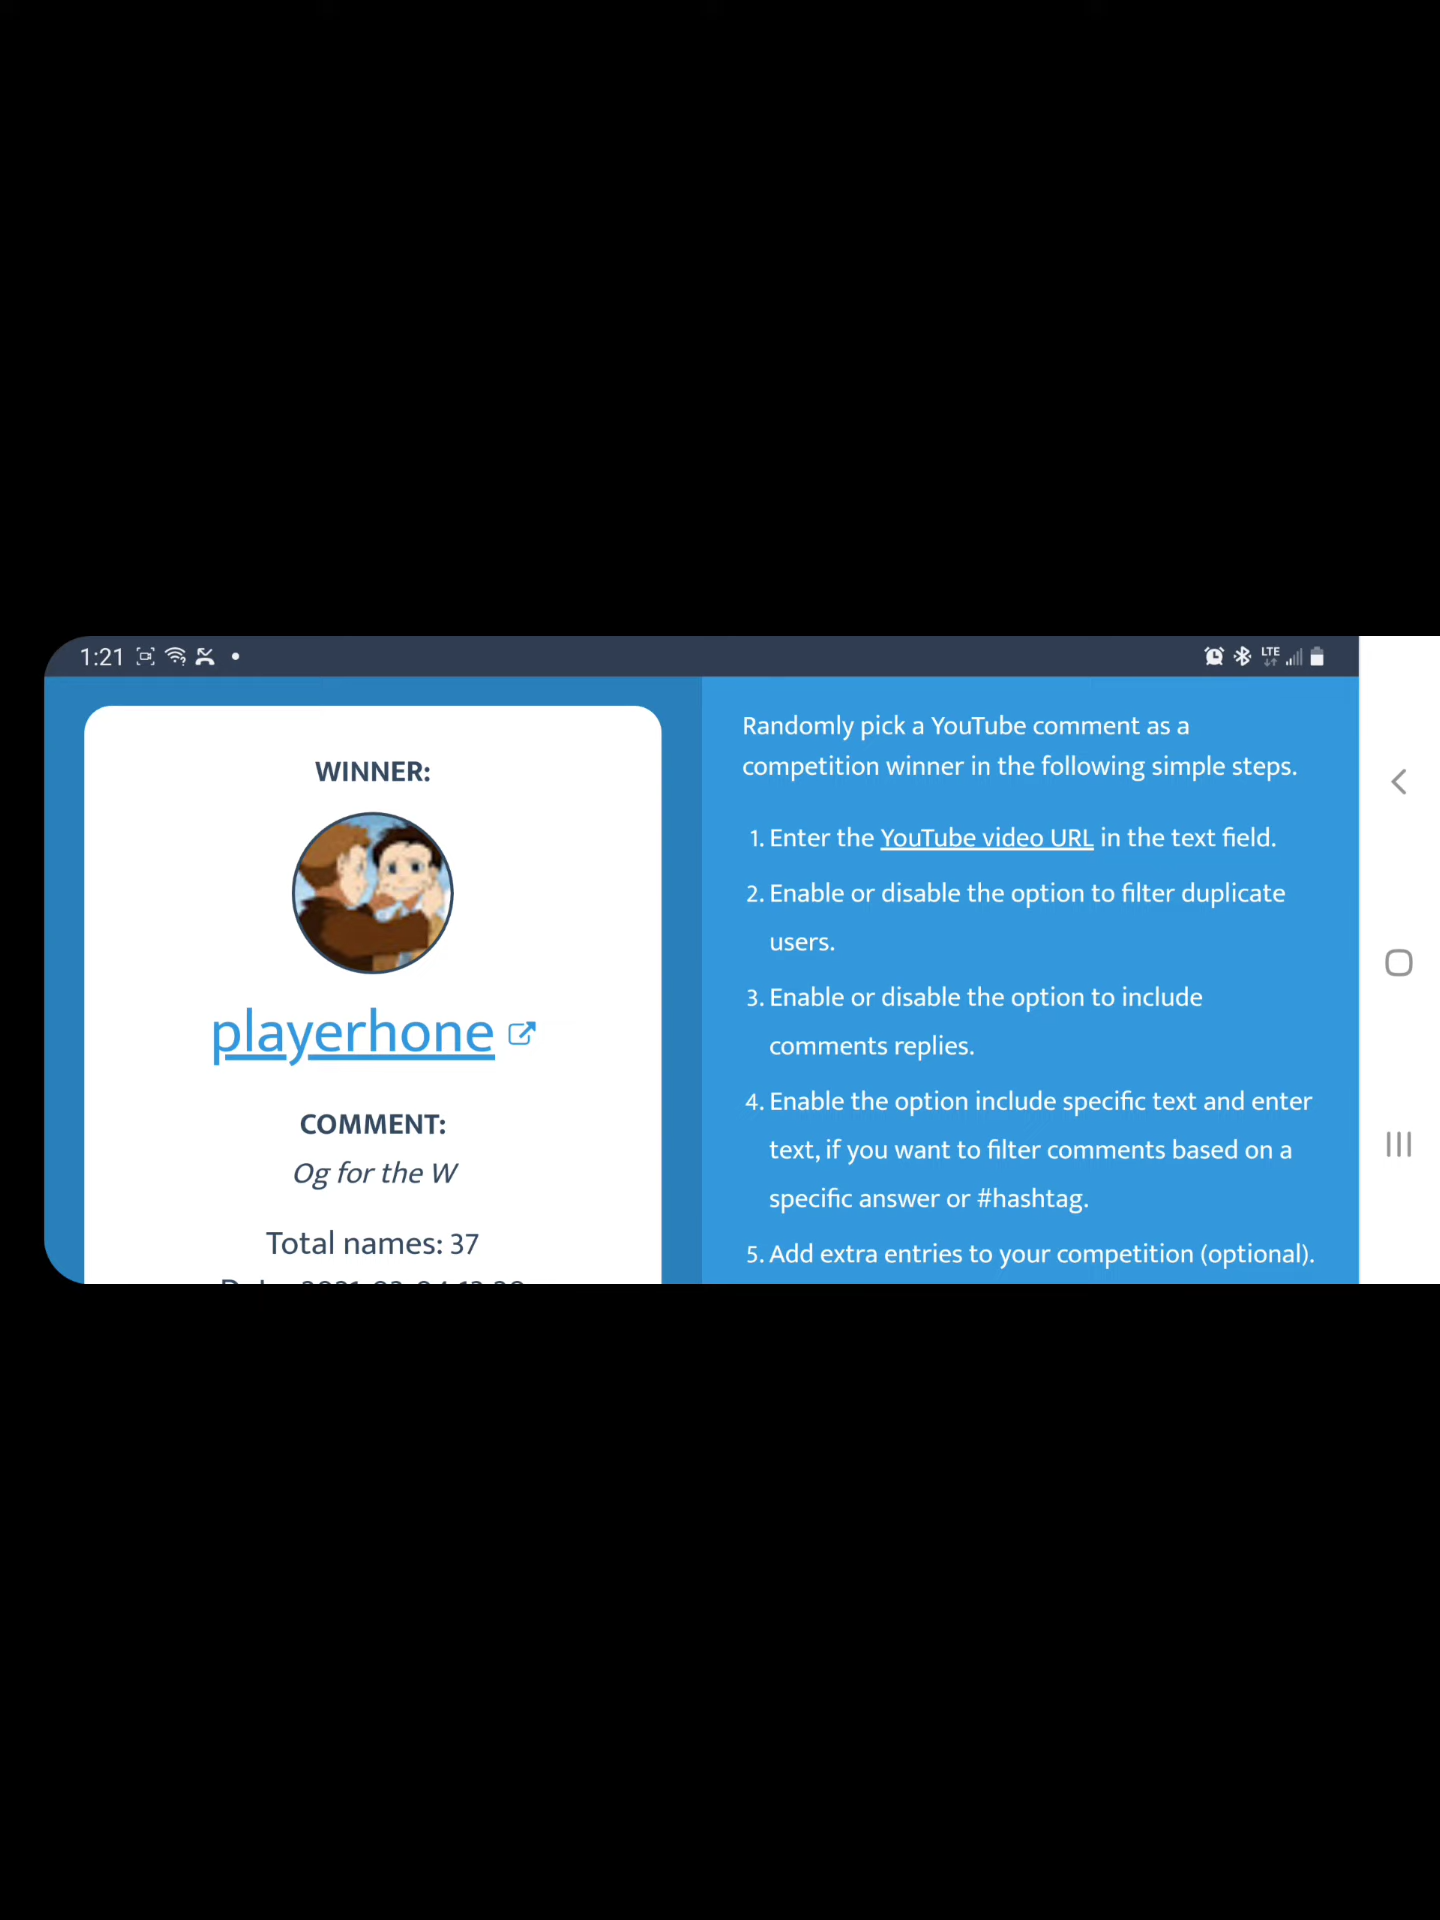 1:21
LTE
WINNER:
playerhone
COMMENT:
Og for the W
Total names: 37
Randomly pick a YouTube comment as a
competition winner in the following simple steps.
1. Enter the YouTube video URL in the text field.
2. Enable or disable the option to filter duplicate
users.
3. Enable or disable the option to include
comments replies.
4. Enable the option include specific text and enter
text, if you want to filter comments based on a
specific answer or #hashtag.
5. Add extra entries to your competition (optional).